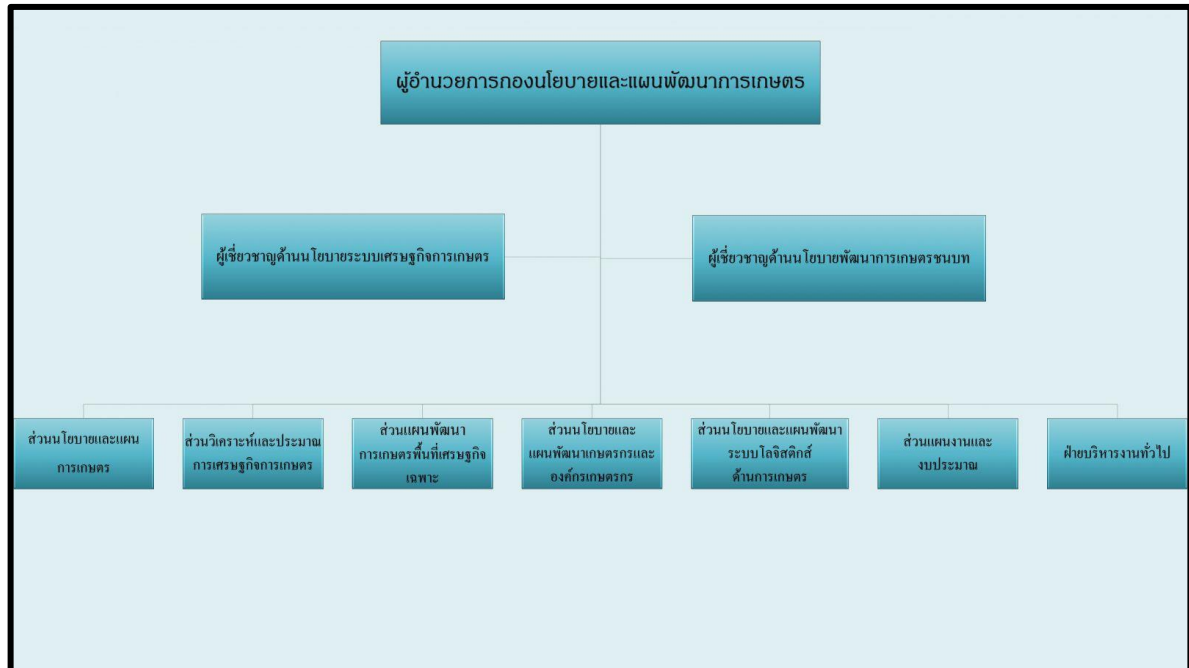 ผู้อำนวยการกองนโยบายและแผนพัฒนาการเกษตร
ผู้เชี่ยวชาญด้านนโยบายระบบเศรษฐกิจการเกษตร
ผู้เชี่ยวชาญด้านนโยบายพัฒนาการเกษตรชนบท
ส่วนนโยบายและแผน
การเกษตร
ส่วนวิเคราะห์และประมาณ
การเศรษฐกิจการเกษตร
ส่วนแผนพัฒนา
การเกษตรพื้นที่เศรษฐกิจ
เฉพาะ
ส่วนนโยบายและ
แผนพัฒนาเกษตรกรและ
องค์กรเกษตรกร
ส่วนนโยบายและแผนพัฒนา
ระบบโลจิสติกส์
ด้านการเกษตร
ส่วนแผนงานและ
งบประมาณ
ฝ่ายบริหารงานทั่วไป